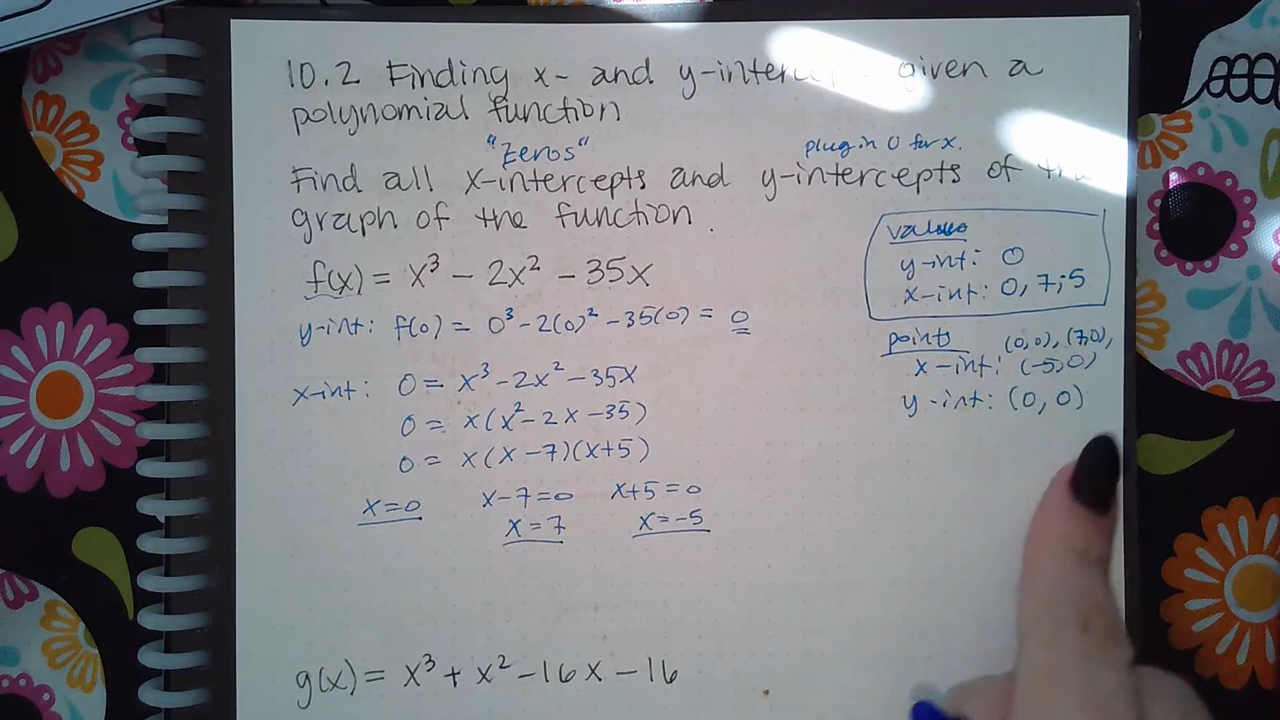 10.2 Finding x- and y-interc given a
polynomial function
"Zeros"
plug in 0 for x.
Find all x-intercepts and y-intercepts of
graph of the function.
f(x) = x³ - 2x² - 35x
y-int: f(0) = 0³ - 2(0)² - 35(0) = 0
x-int: 0 = x³ - 2x² - 35x
0 = x(x² - 2x - 35)
0 = x(x - 7)(x + 5)
x = 0 x - 7 = 0 x + 5 = 0
x = 7 x = -5
values
y-int: 0
x-int: 0, 7, -5
points (0,0), (7,0),
x-int: (-5,0)
y-int: (0, 0)
g(x) = x³ + x² - 16x - 16